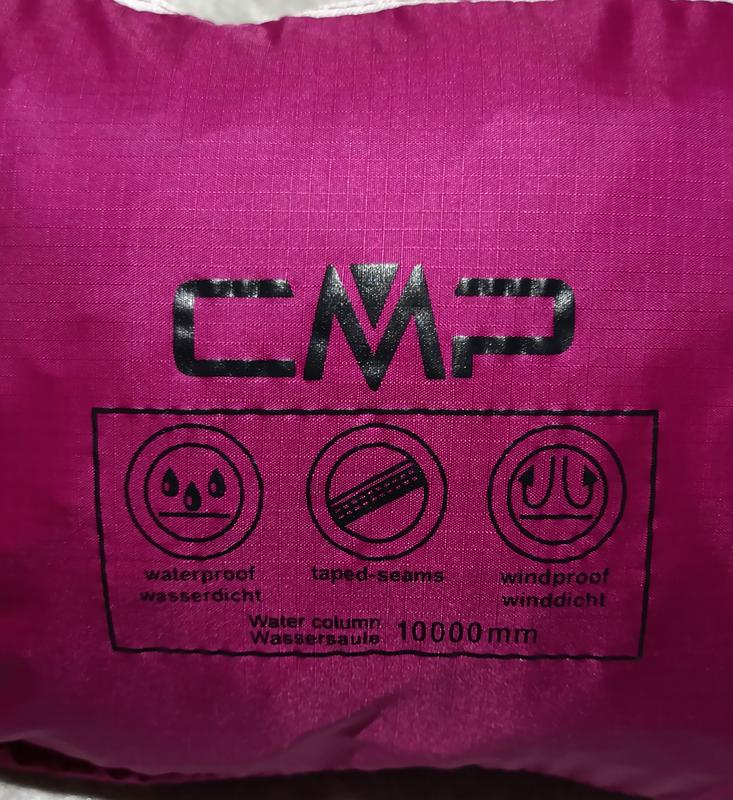 CMP
waterproof taped-seams windproof
wasserdicht winddicht
Water column 10000mm
Wassersaule